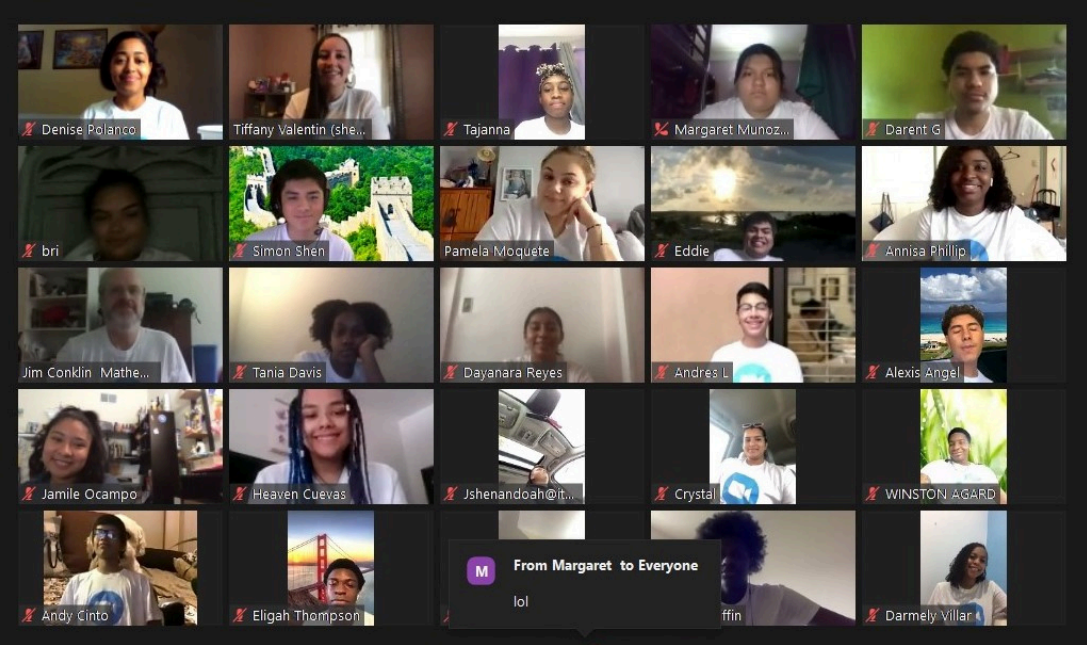 Denise Polanco
Tiffany Valentin (she...
Tajanna
Margaret Munoz...
Darent G
bri
Simon Shen
Pamela Moquete
Eddie
Annisa Phillip
Jim Conklin Mathe...
Tania Davis
Dayanara Reyes
Andres L
Alexis Angel
Jamile Ocampo
Heaven Cuevas
Jshenandoah@it...
Crystal
WINSTON AGARD
Andy Cinto
Eligah Thompson
M
From Margaret to Everyone
lol
ffin
Darmely Villar